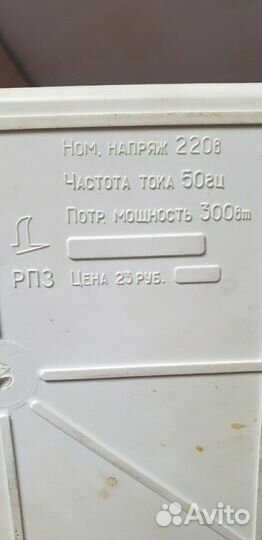 Ном. напряж 220в
Частота тока 50гц
Потр. мощность 300вт
РПЗ Цена 23 руб.
Avito